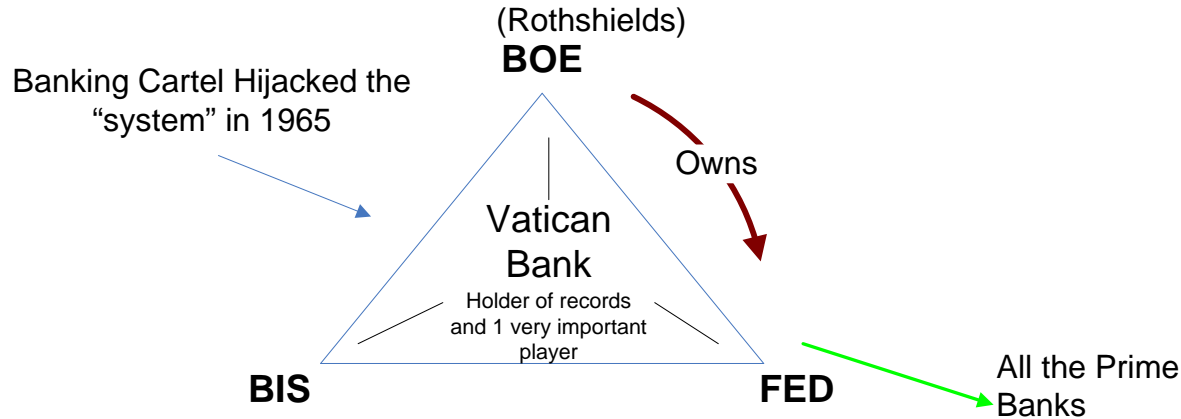 (Rothshields)
BOE
Banking Cartel Hijacked the
“system” in 1965
Owns
Vatican
Bank
Holder of records
and 1 very important
player
BIS
FED
All the Prime
Banks